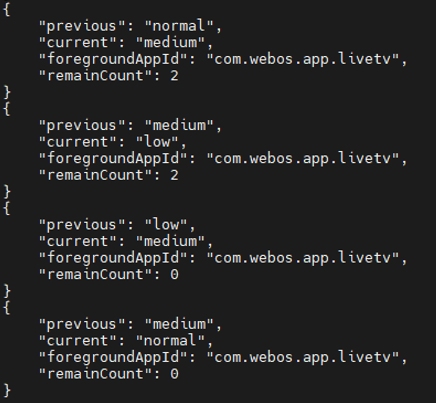 {
    "previous": "normal",
    "current": "medium",
    "foregroundAppId": "com.webos.app.livetv",
    "remainCount": 2
}
{
    "previous": "medium",
    "current": "low",
    "foregroundAppId": "com.webos.app.livetv",
    "remainCount": 2
}
{
    "previous": "low",
    "current": "medium",
    "foregroundAppId": "com.webos.app.livetv",
    "remainCount": 0
}
{
    "previous": "medium",
    "current": "normal",
    "foregroundAppId": "com.webos.app.livetv",
    "remainCount": 0
}